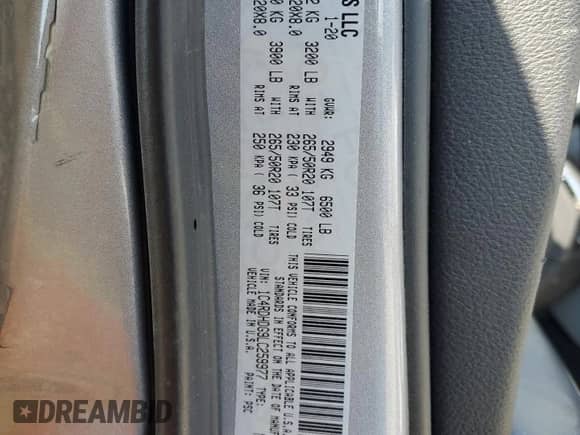 S LLC
1-20
GVWR: 2949 KG 6500 LB
2 KG 3200 LB WITH 265/50R20 107T TIRES
20X8.0 RIMS AT 230 KPA ( 33 PSI) COLD
0 KG 3900 LB WITH 265/50R20 107T TIRES
20X8.0 RIMS AT 250 KPA ( 36 PSI) COLD
THIS VEHICLE CONFORMS TO ALL APPLICABLE U.S.A.
STANDARDS IN EFFECT ON THE DATE OF MANUF
VIN: 1C4RDHDG9LC259977 TYPE:
VEHICLE MADE IN U.S.A.
PAINT: PSC
DREAMBID